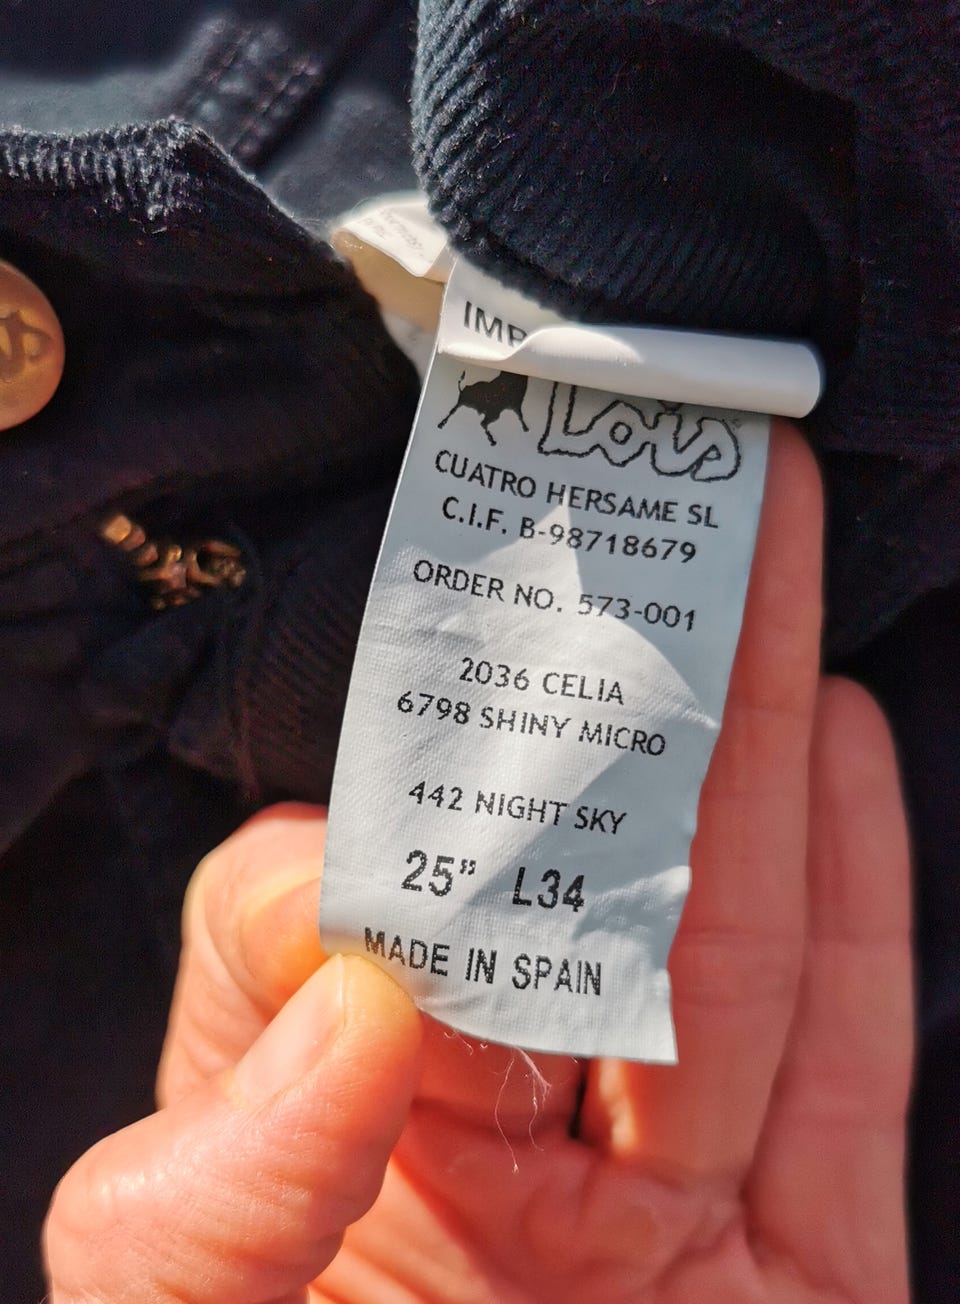 IMP
Lois
CUATRO HERSAME SL
C.I.F. B-98718679
ORDER NO. 573-001
2036 CELIA
6798 SHINY MICRO
442 NIGHT SKY
25” L34
MADE IN SPAIN